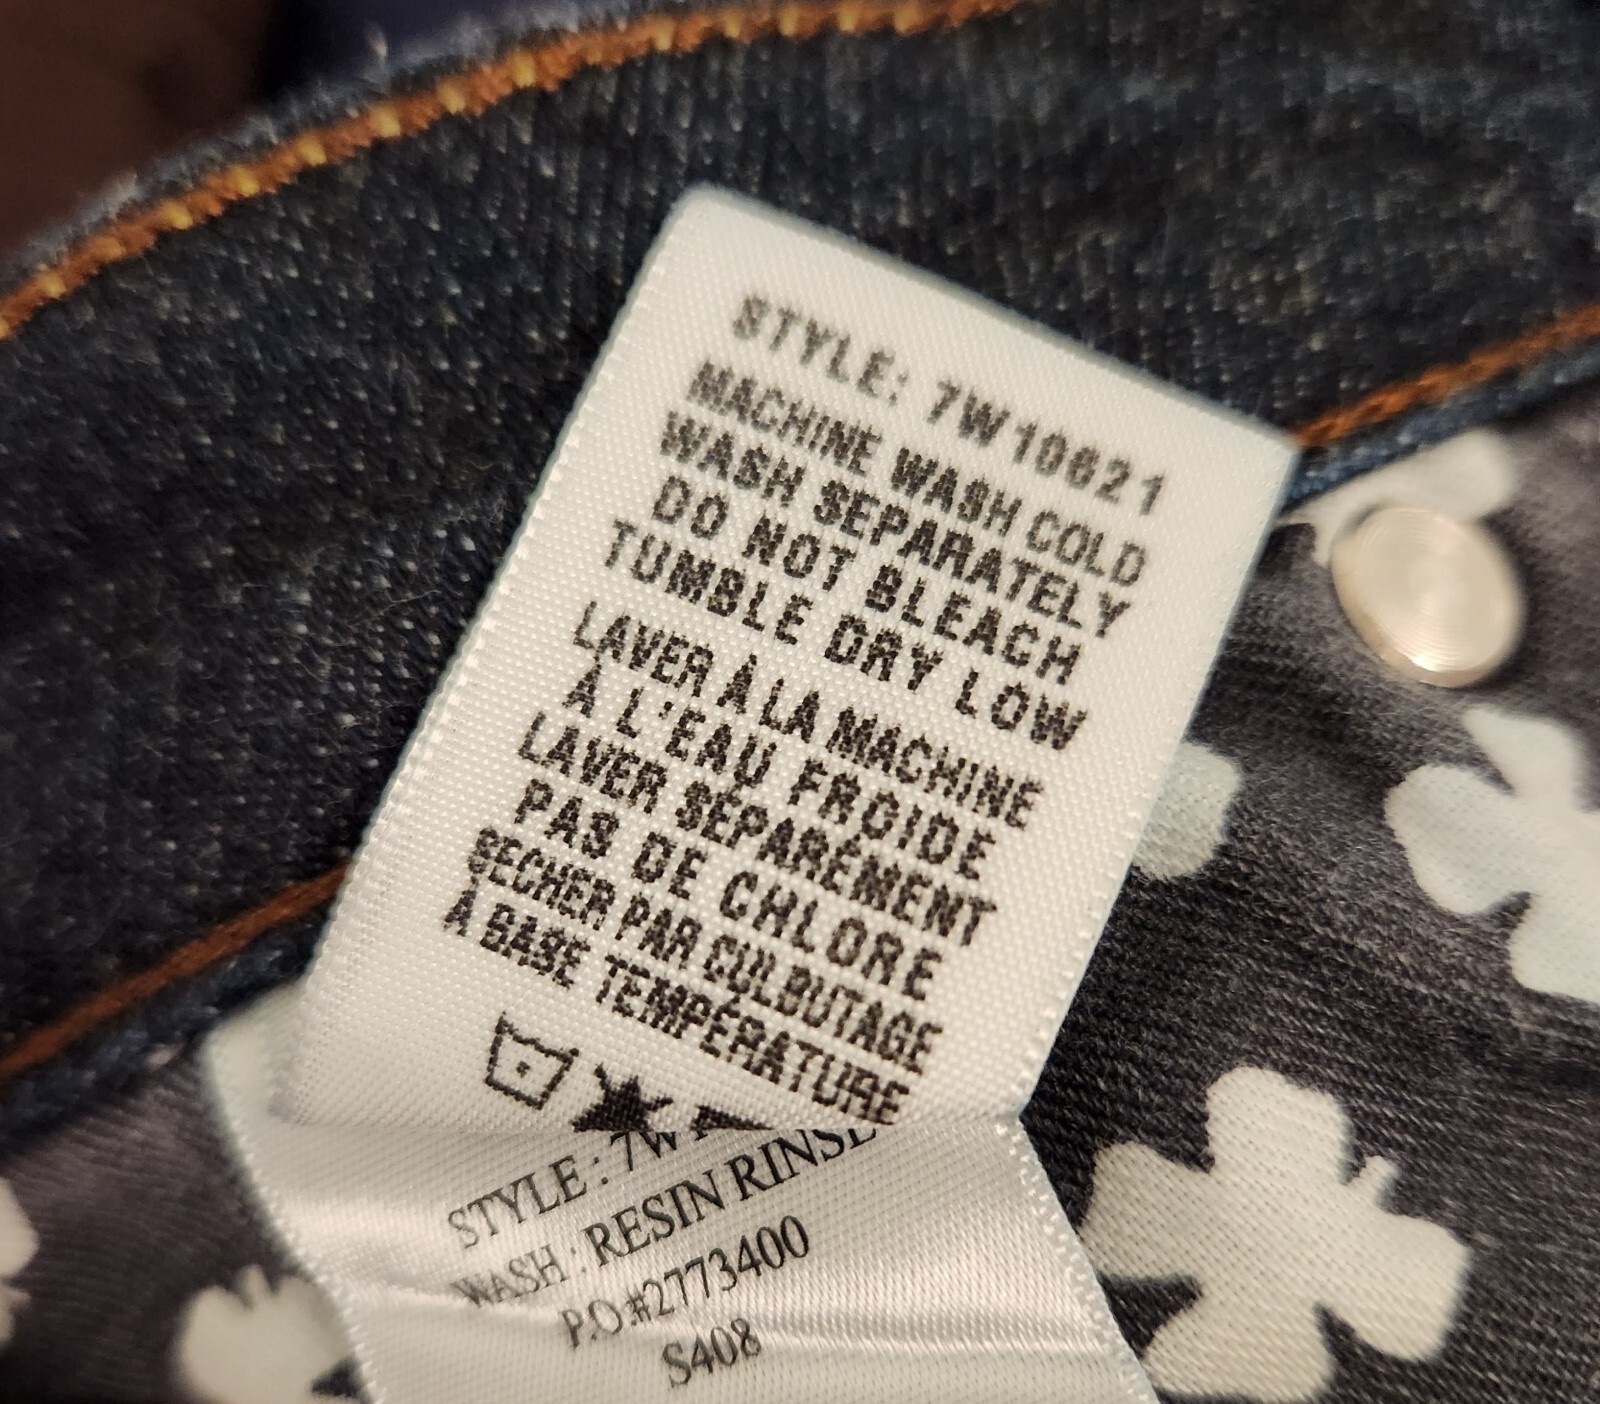 STYLE: 7W10621
MACHINE WASH COLD
WASH SEPARATELY
DO NOT BLEACH
TUMBLE DRY LOW
LAVER À LA MACHINE
À L'EAU FROIDE
LAVER SÉPARÉMENT
PAS DE CHLORE
SECHER PAR CULBUTAGE
À BASE TEMPÉRATURE
STYLE : 7W
WASH : RESIN RINSE
P.O.#2773400
S408